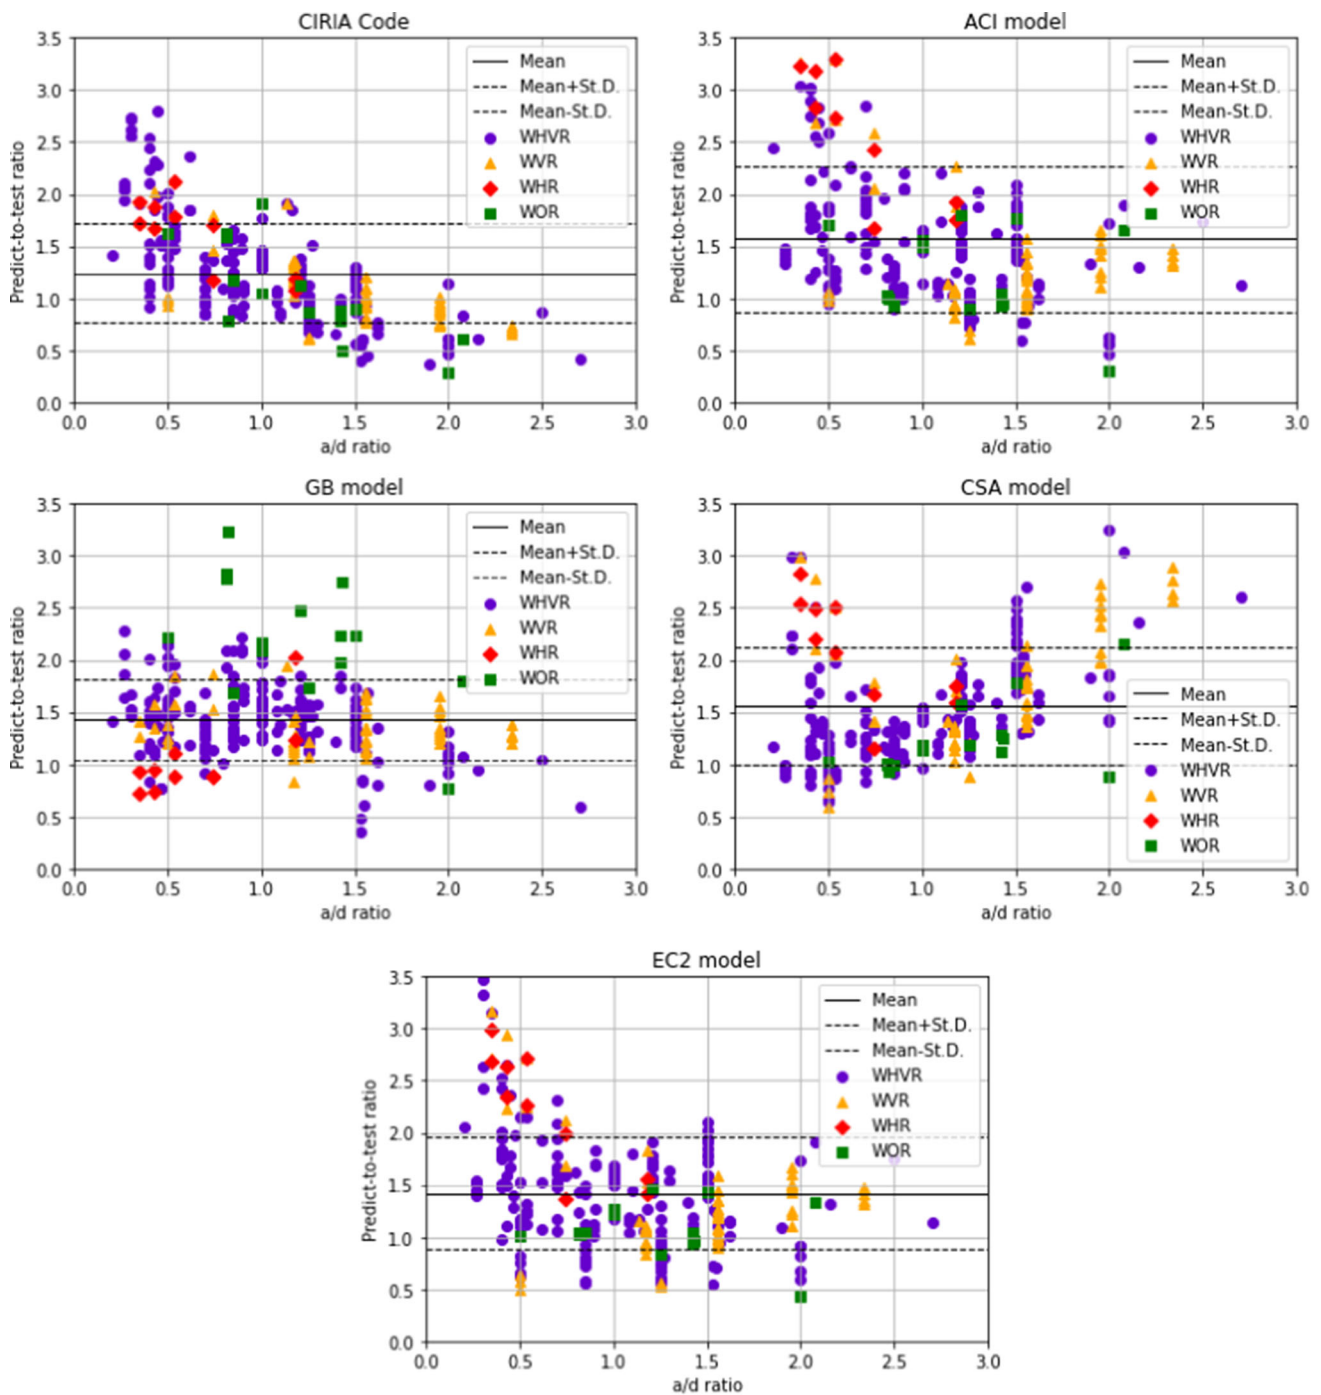 CIRIA Code
3.5
3.0
2.5
2.0
1.5
1.0
0.5
0.0
Predict-to-test ratio
Mean
Mean+St.D.
Mean-St.D.
WHVR
WVR
WHR
WOR
0.0 0.5 1.0 1.5 2.0 2.5 3.0
a/d ratio
ACI model
3.5
3.0
2.5
2.0
1.5
1.0
0.5
0.0
Predict-to-test ratio
Mean
Mean+St.D.
Mean-St.D.
WHVR
WVR
WHR
WOR
0.0 0.5 1.0 1.5 2.0 2.5 3.0
a/d ratio
GB model
3.5
3.0
2.5
2.0
1.5
1.0
0.5
0.0
Predict-to-test ratio
Mean
Mean+St.D.
Mean-St.D.
WHVR
WVR
WHR
WOR
0.0 0.5 1.0 1.5 2.0 2.5 3.0
a/d ratio
CSA model
3.5
3.0
2.5
2.0
1.5
1.0
0.5
0.0
Predict-to-test ratio
Mean
Mean+St.D.
Mean-St.D.
WHVR
WVR
WHR
WOR
0.0 0.5 1.0 1.5 2.0 2.5 3.0
a/d ratio
EC2 model
3.5
3.0
2.5
2.0
1.5
1.0
0.5
0.0
Predict-to-test ratio
Mean
Mean+St.D.
Mean-St.D.
WHVR
WVR
WHR
WOR
0.0 0.5 1.0 1.5 2.0 2.5 3.0
a/d ratio